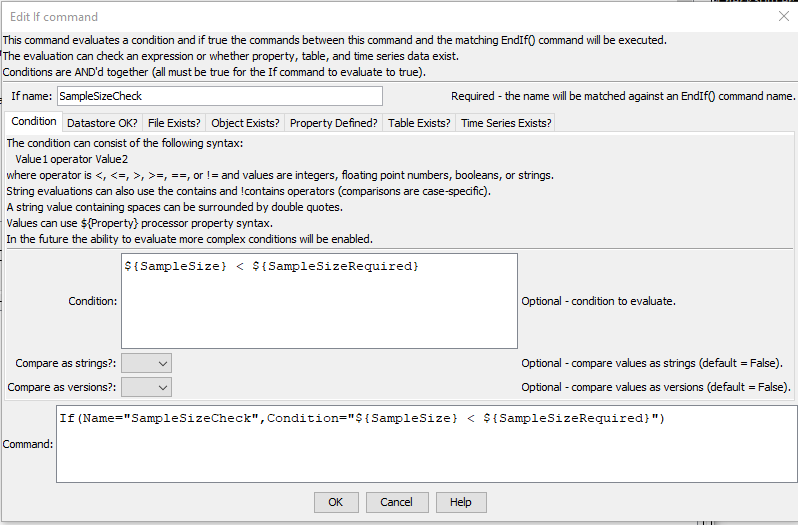 Edit If command
This command evaluates a condition and if true the commands between this command and the matching EndIf() command will be executed.
The evaluation can check an expression or whether property, table, and time series data exist.
Conditions are AND'd together (all must be true for the If command to evaluate to true).
If name: SampleSizeCheck Required - the name will be matched against an EndIf() command name.
Condition Datastore OK? File Exists? Object Exists? Property Defined? Table Exists? Time Series Exists?
The condition can consist of the following syntax:
Value1 operator Value2
where operator is <, <=, >, >=, ==, or != and values are integers, floating point numbers, booleans, or strings.
String evaluations can also use the contains and !contains operators (comparisons are case-specific).
A string value containing spaces can be surrounded by double quotes.
Values can use ${Property} processor property syntax.
In the future the ability to evaluate more complex conditions will be enabled.
${SampleSize} < ${SampleSizeRequired}
Condition: Optional - condition to evaluate.
Compare as strings?: Optional - compare values as strings (default = False).
Compare as versions?: Optional - compare values as versions (default = False).
If(Name="SampleSizeCheck",Condition="${SampleSize} < ${SampleSizeRequired}")
Command:
OK Cancel Help